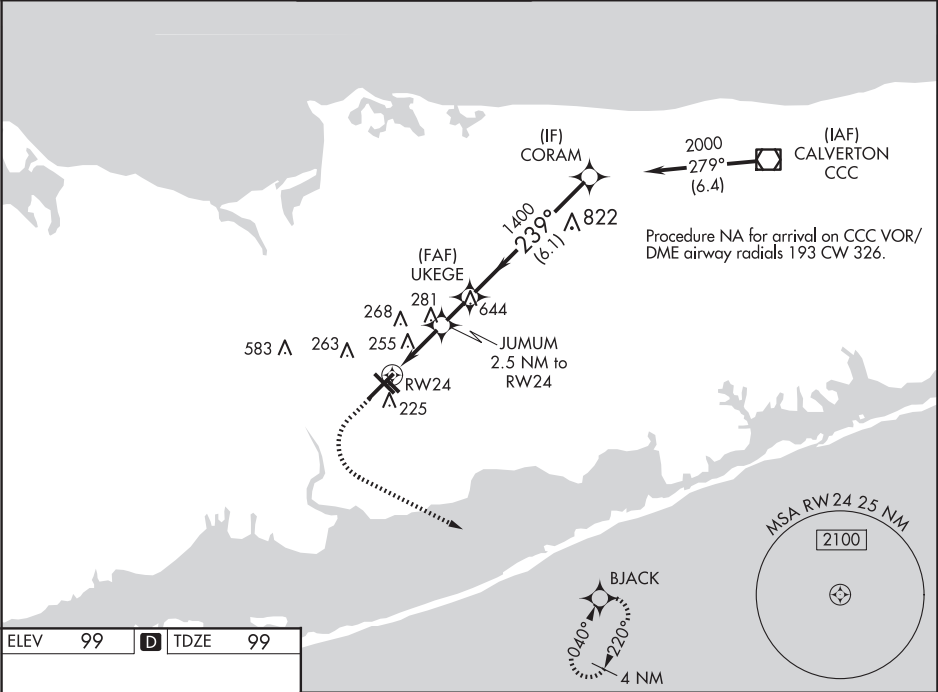 (IF)
CORAM
2000
279°
(6.4)
(IAF)
CALVERTON
CCC
1400
239°
(6.1)
822
Procedure NA for arrival on CCC VOR/
DME airway radials 193 CW 326.
(FAF)
UKEGE
644
281
268
255
263
583
JUMUM
2.5 NM to
RW24
RW24
225
MSA RW24 25 NM
2100
BJACK
040°
220°
4 NM
ELEV 99 D TDZE 99